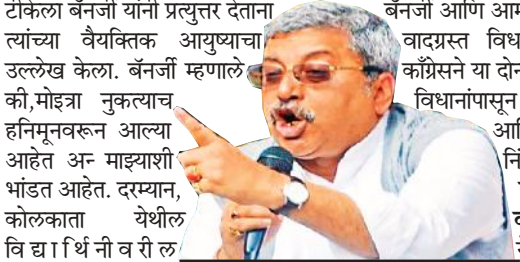 टीकेला बॅनर्जी यांनी प्रत्युत्तर देताना
त्यांच्या वैयक्तिक आयुष्याचा
उल्लेख केला. बॅनर्जी म्हणाले
की,मोइत्रा नुकत्याच
हनिमूनवरून आल्या
आहेत अन् माझ्याशी
भांडत आहेत. दरम्यान,
कोलकाता येथील
विद्यार्थिनीवरील
बॅनर्जी आणि आम
वादग्रस्त विध
काँग्रेसने या दोन
विधानांपासून